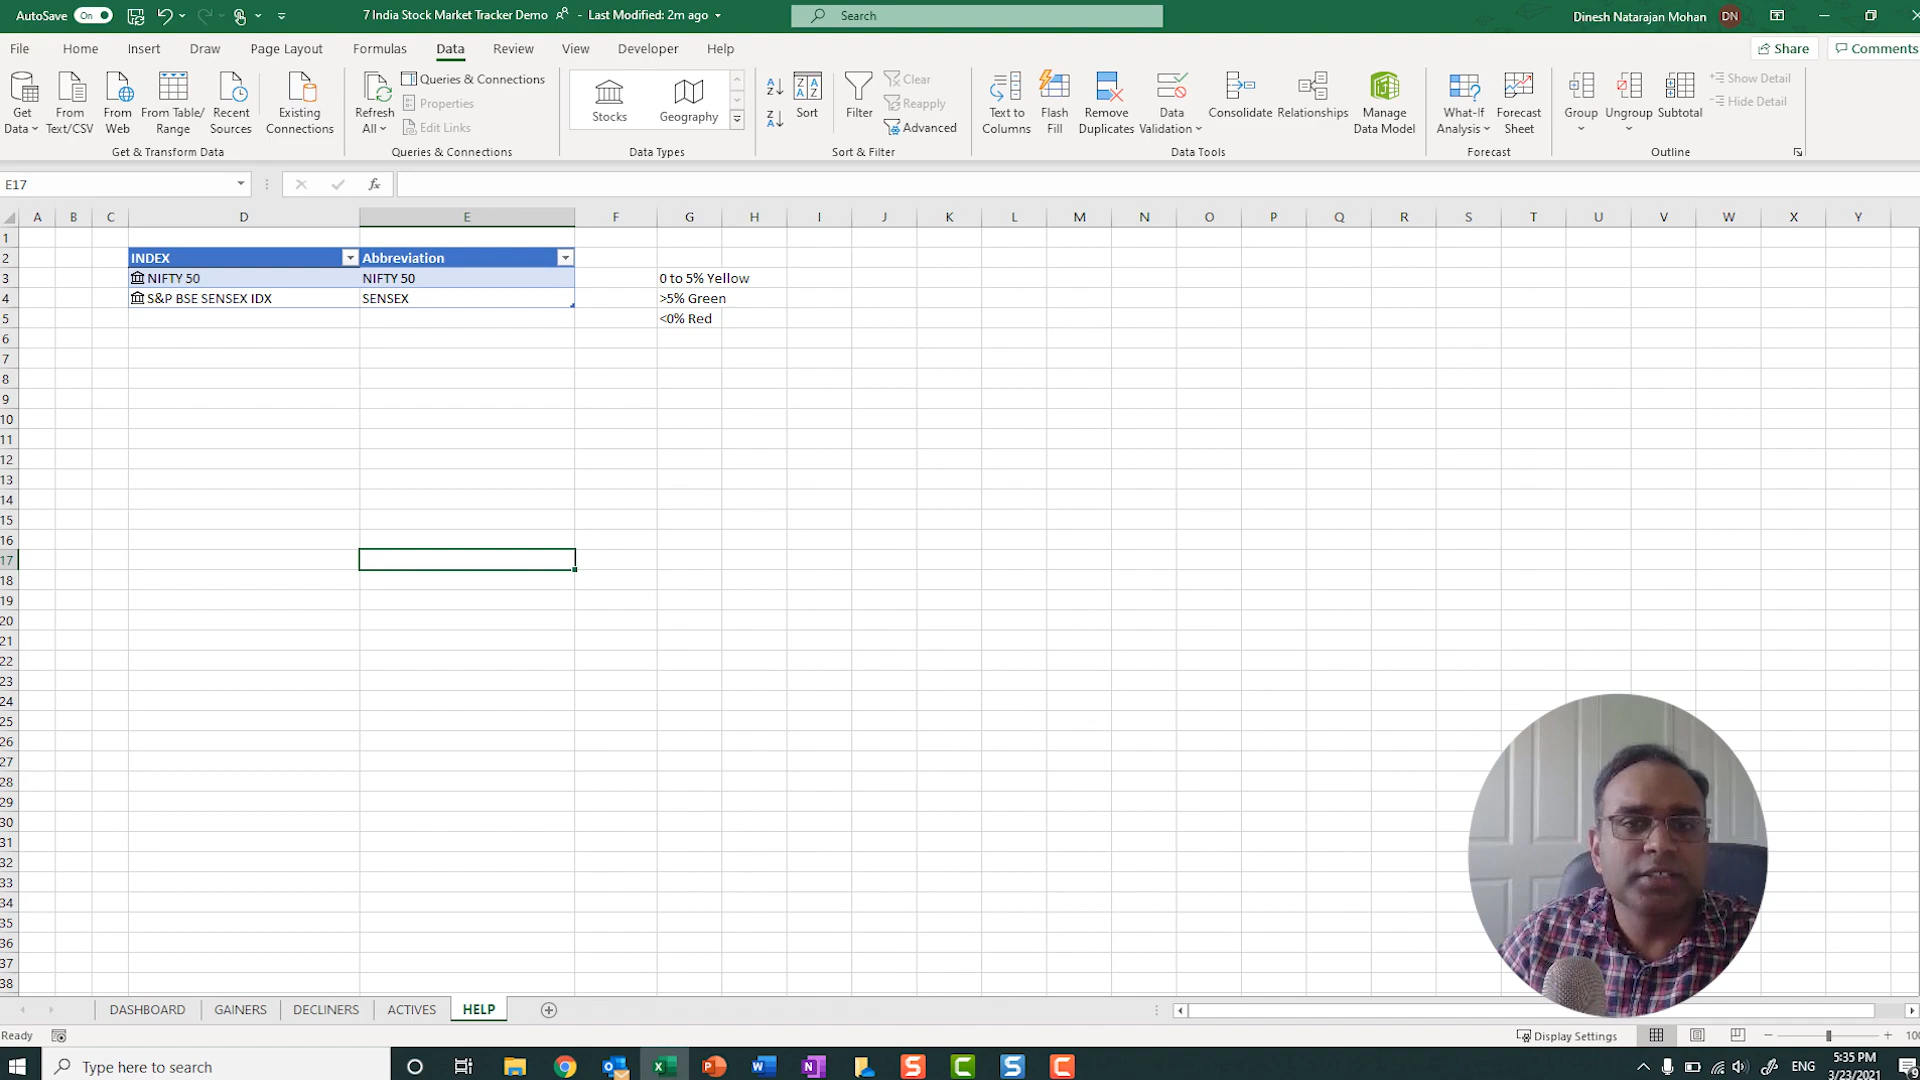 AutoSave On 7 India Stock Market Tracker Demo - Last Modified: 2m ago Search Dinesh Natarajan Mohan DN
File Home Insert Draw Page Layout Formulas Data Review View Developer Help Share Comments
Get Data From Text/CSV From Web From Table/Range Recent Sources Existing Connections
Get & Transform Data
Refresh All Queries & Connections Properties Edit Links
Queries & Connections
Stocks Geography
Data Types
Sort Filter Clear Reapply Advanced
Sort & Filter
Text to Columns Flash Fill Remove Duplicates Data Validation Consolidate Relationships Manage Data Model
Data Tools
What-If Analysis Forecast Sheet
Forecast
Group Ungroup Subtotal Show Detail Hide Detail
Outline
E17 fx
A B C D E F G H I J K L M N O P Q R S T U V W X Y
1
2 INDEX Abbreviation
3 NIFTY 50 NIFTY 50 0 to 5% Yellow
4 S&P BSE SENSEX IDX SENSEX >5% Green
5 <0% Red
6
7
8
9
10
11
12
13
14
15
16
17
18
19
20
21
22
23
24
25
26
27
28
29
30
31
32
33
34
35
36
37
38
DASHBOARD GAINERS DECLINERS ACTIVES HELP
Ready Display Settings 100
Type here to search ENG 5:35 PM
3/23/2021